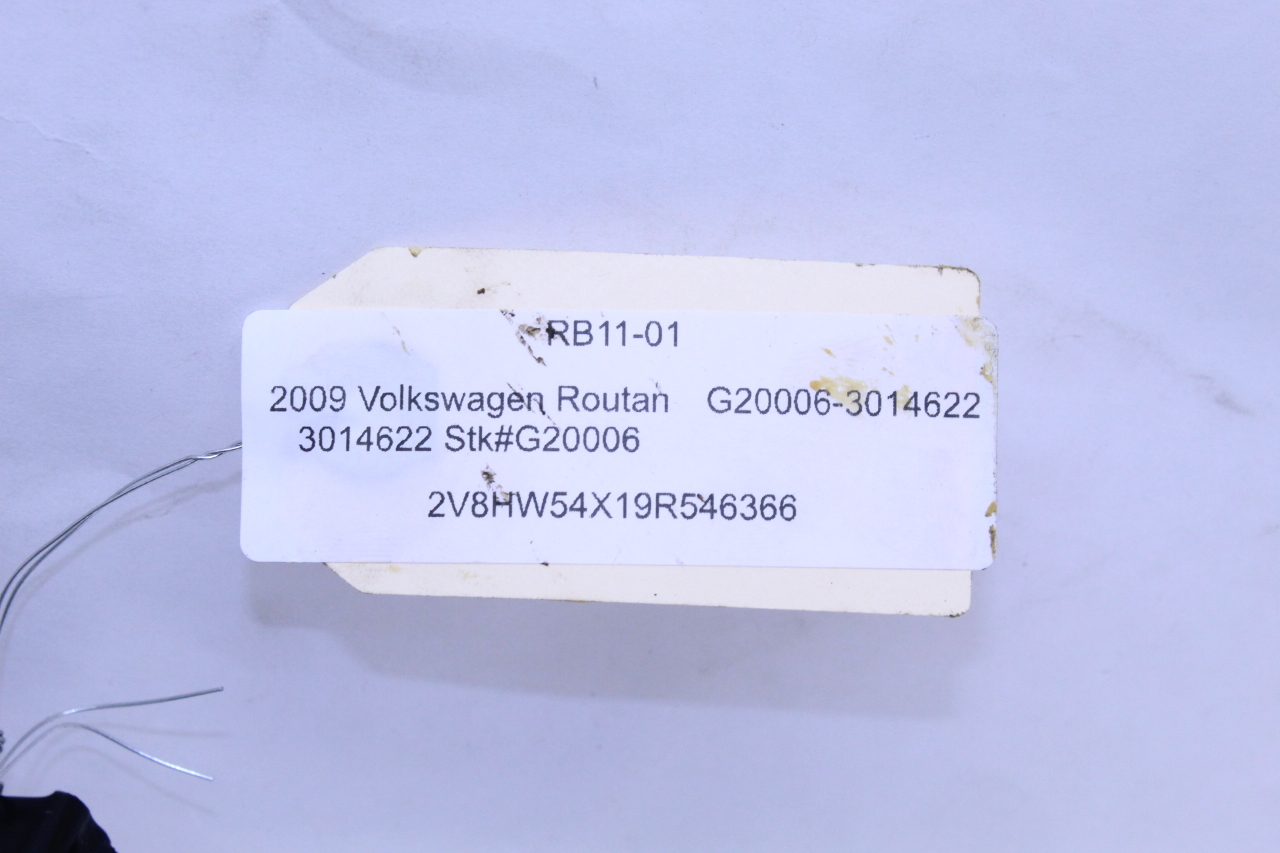 RB11-01
2009 Volkswagen Routan G20006-3014622
3014622 Stk#G20006
2V8HW54X19R546366